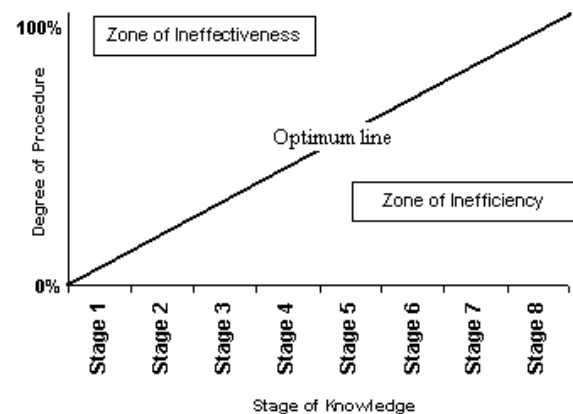 100%
Zone of Ineffectiveness
Degree of Procedure
Optimum line
Zone of Inefficiency
0%
Stage 1
Stage 2
Stage 3
Stage 4
Stage 5
Stage 6
Stage 7
Stage 8
Stage of Knowledge